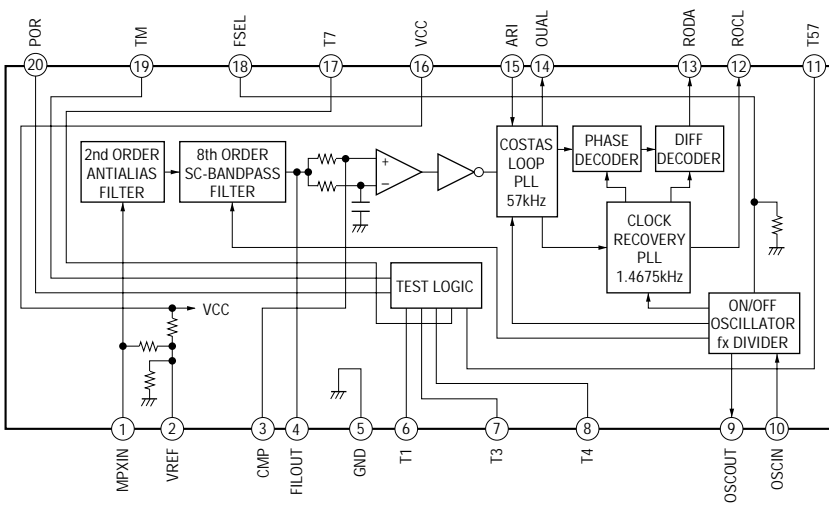 POR
TM
FSEL
T7
VCC
ARI
OUAL
RODA
ROCL
T57
20
19
18
17
16
15
14
13
12
11
2nd ORDER
ANTIALIAS
FILTER
8th ORDER
SC-BANDPASS
FILTER
+
−
COSTAS
LOOP
PLL
57kHz
PHASE
DECODER
DIFF
DECODER
CLOCK
RECOVERY
PLL
1.4675kHz
TEST LOGIC
ON/OFF
OSCILLATOR
fx DIVIDER
VCC
1
2
3
4
5
6
7
8
9
10
MPXIN
VREF
CMP
FILOUT
GND
T1
T3
T4
OSCOUT
OSCIN